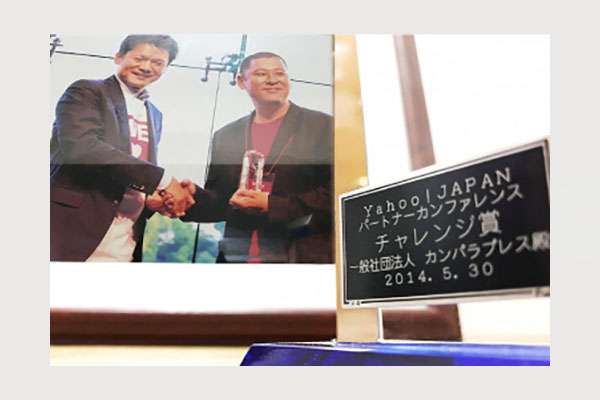 Yahoo!JAPAN
パートナーカンファレンス
チャレンジ賞
一般社団法人 カンパラプレス殿
2014.5.30